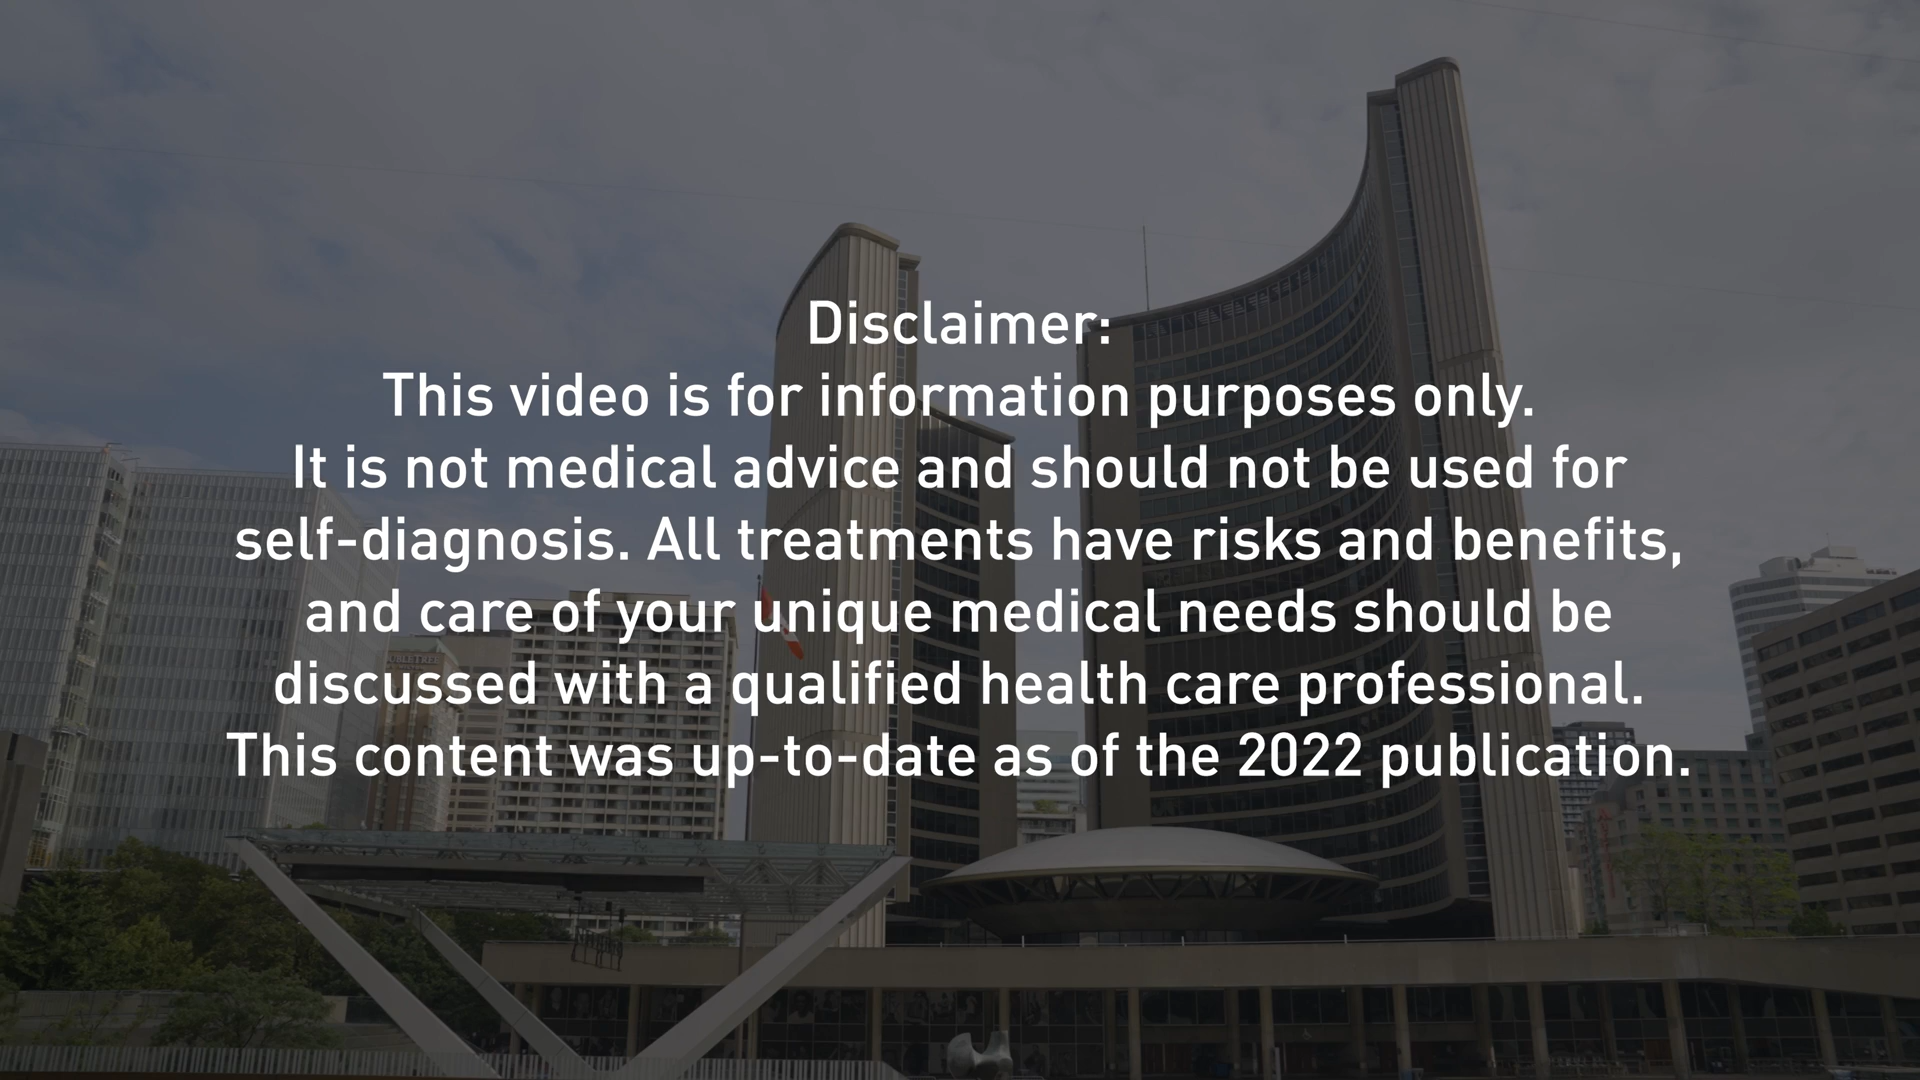 Disclaimer:
This video is for information purposes only.
It is not medical advice and should not be used for
self-diagnosis. All treatments have risks and benefits,
and care of your unique medical needs should be
discussed with a qualified health care professional.
This content was up-to-date as of the 2022 publication.